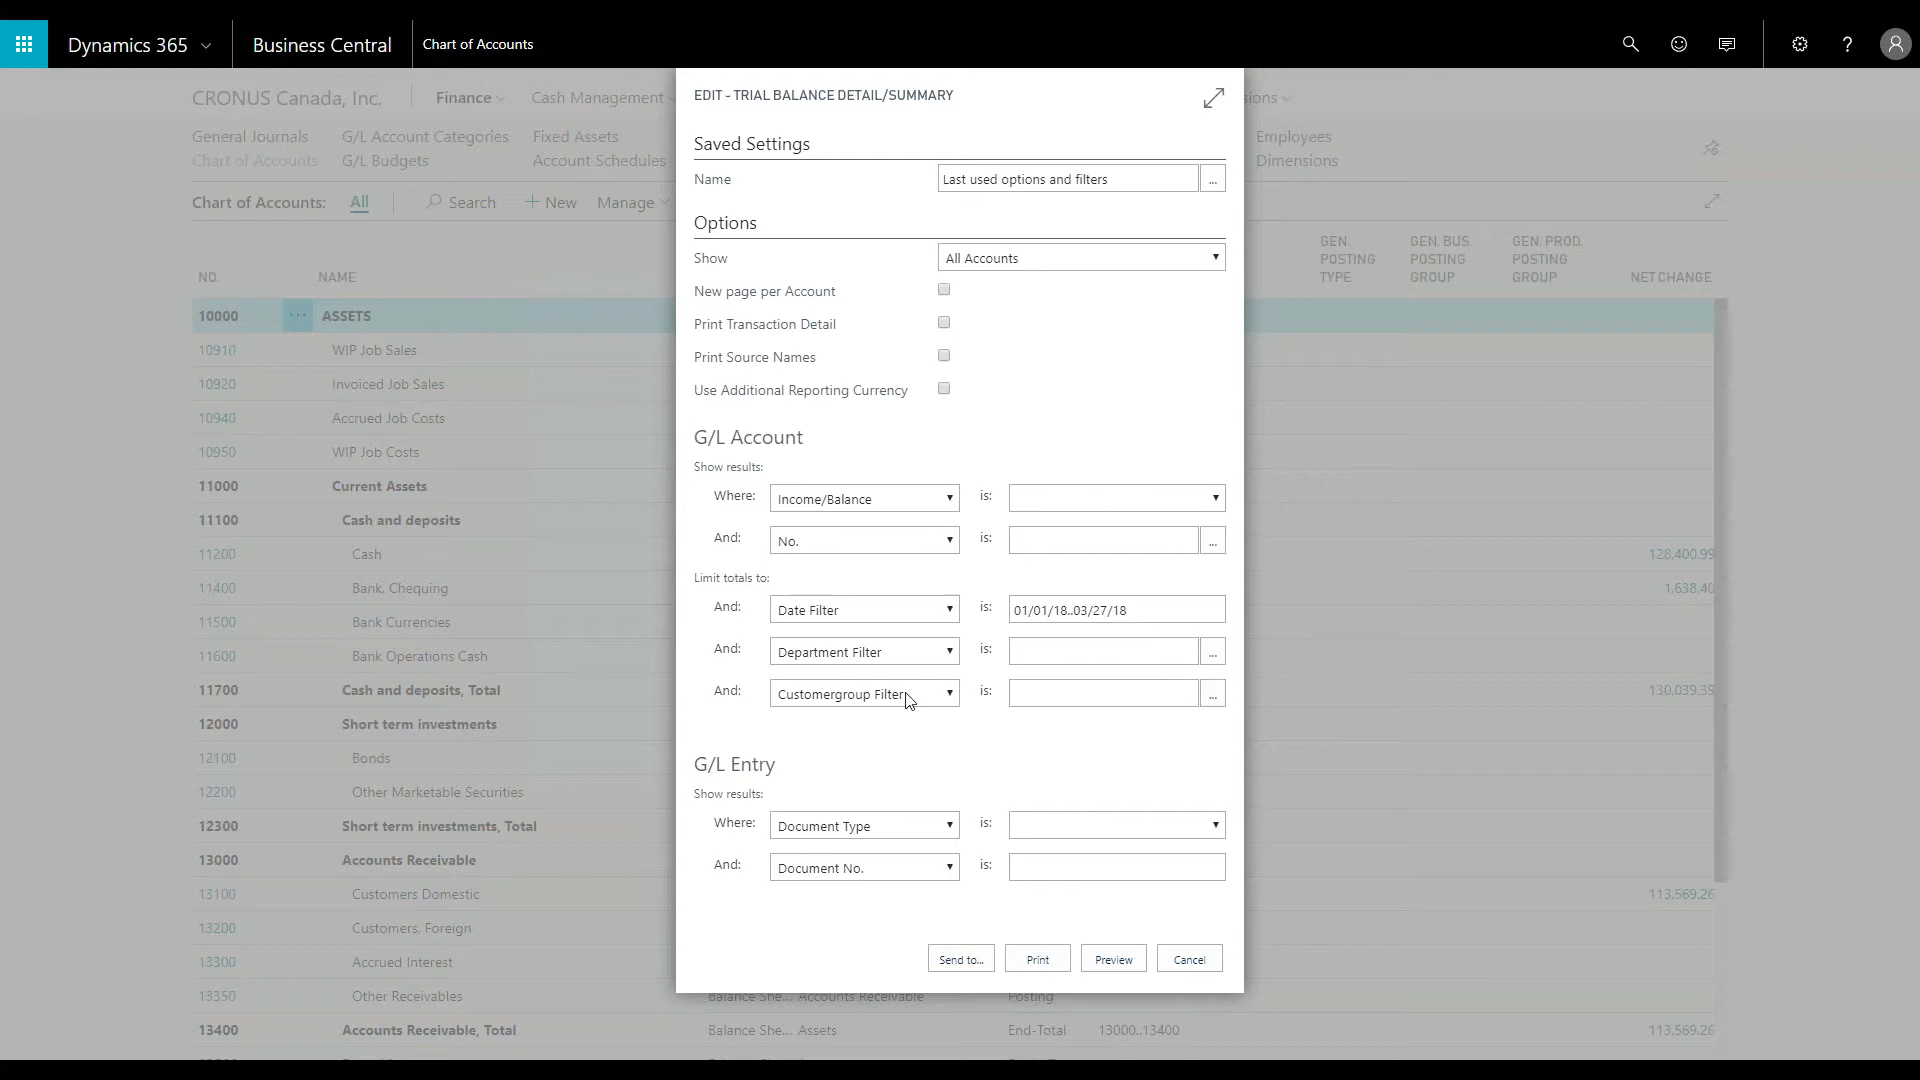 Dynamics 365 Business Central Chart of Accounts ?
CRONUS Canada, Inc. Finance Cash Management
General Journals G/L Account Categories Fixed Assets Employees
Chart of Accounts G/L Budgets Account Schedules Dimensions
Chart of Accounts: All Search + New Manage
NO. NAME GEN. POSTING TYPE GEN. BUS. POSTING GROUP GEN. PROD. POSTING GROUP NET CHANGE
10000 ... ASSETS
10910 WIP Job Sales
10920 Invoiced Job Sales
10940 Accrued Job Costs
10950 WIP Job Costs
11000 Current Assets
11100 Cash and deposits
11200 Cash 128,400.99
11400 Bank, Chequing 1,638.40
11500 Bank Currencies
11600 Bank Operations Cash
11700 Cash and deposits, Total 130,039.39
12000 Short term investments
12100 Bonds
12200 Other Marketable Securities
12300 Short term investments, Total
13000 Accounts Receivable
13100 Customers Domestic 113,569.26
13200 Customers, Foreign
13300 Accrued Interest
13350 Other Receivables Balance She... Accounts Receivable Posting
13400 Accounts Receivable, Total Balance She... Assets End-Total 13000..13400 113,569.26
EDIT - TRIAL BALANCE DETAIL/SUMMARY
Saved Settings
Name Last used options and filters ...
Options
Show All Accounts
New page per Account
Print Transaction Detail
Print Source Names
Use Additional Reporting Currency
G/L Account
Show results:
Where: Income/Balance is:
And: No. is: ...
Limit totals to:
And: Date Filter is: 01/01/18..03/27/18
And: Department Filter is: ...
And: Customergroup Filter is: ...
G/L Entry
Show results:
Where: Document Type is:
And: Document No. is:
Send to... Print Preview Cancel